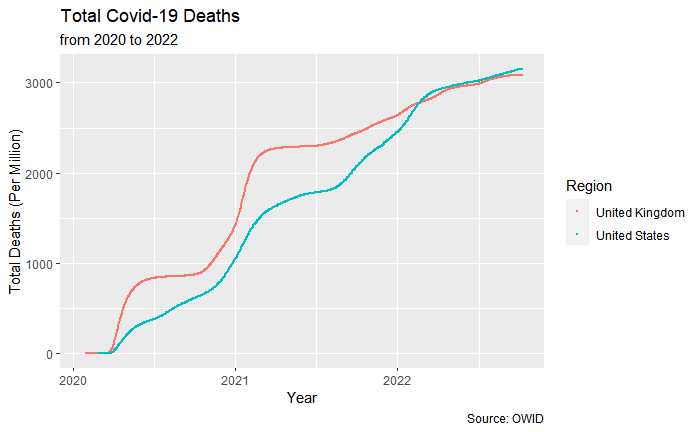 Total Covid-19 Deaths
from 2020 to 2022
Total Deaths (Per Million)
3000
2000
1000
0
2020
2021
2022
Year
Region
United Kingdom
United States
Source: OWID